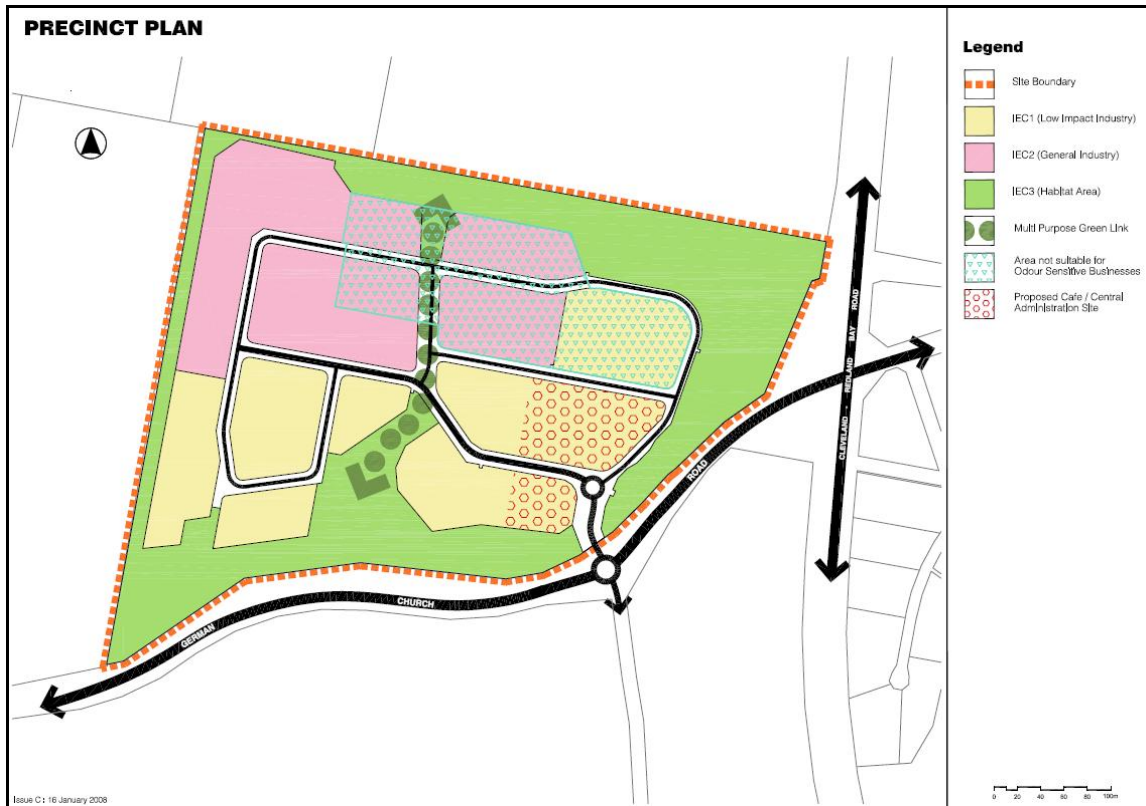 PRECINCT PLAN
Legend
Site Boundary
IEC1 (Low Impact Industry)
IEC2 (General Industry)
IEC3 (Habitat Area)
Multi Purpose Green Link
Area not suitable for
Odour Sensitive Businesses
Proposed Cafe / Central
Administration Site
CLEVELAND - REDLAND BAY ROAD
GERMAN CHURCH ROAD
0 20 40 60 80 100m
Issue C : 16 January 2008